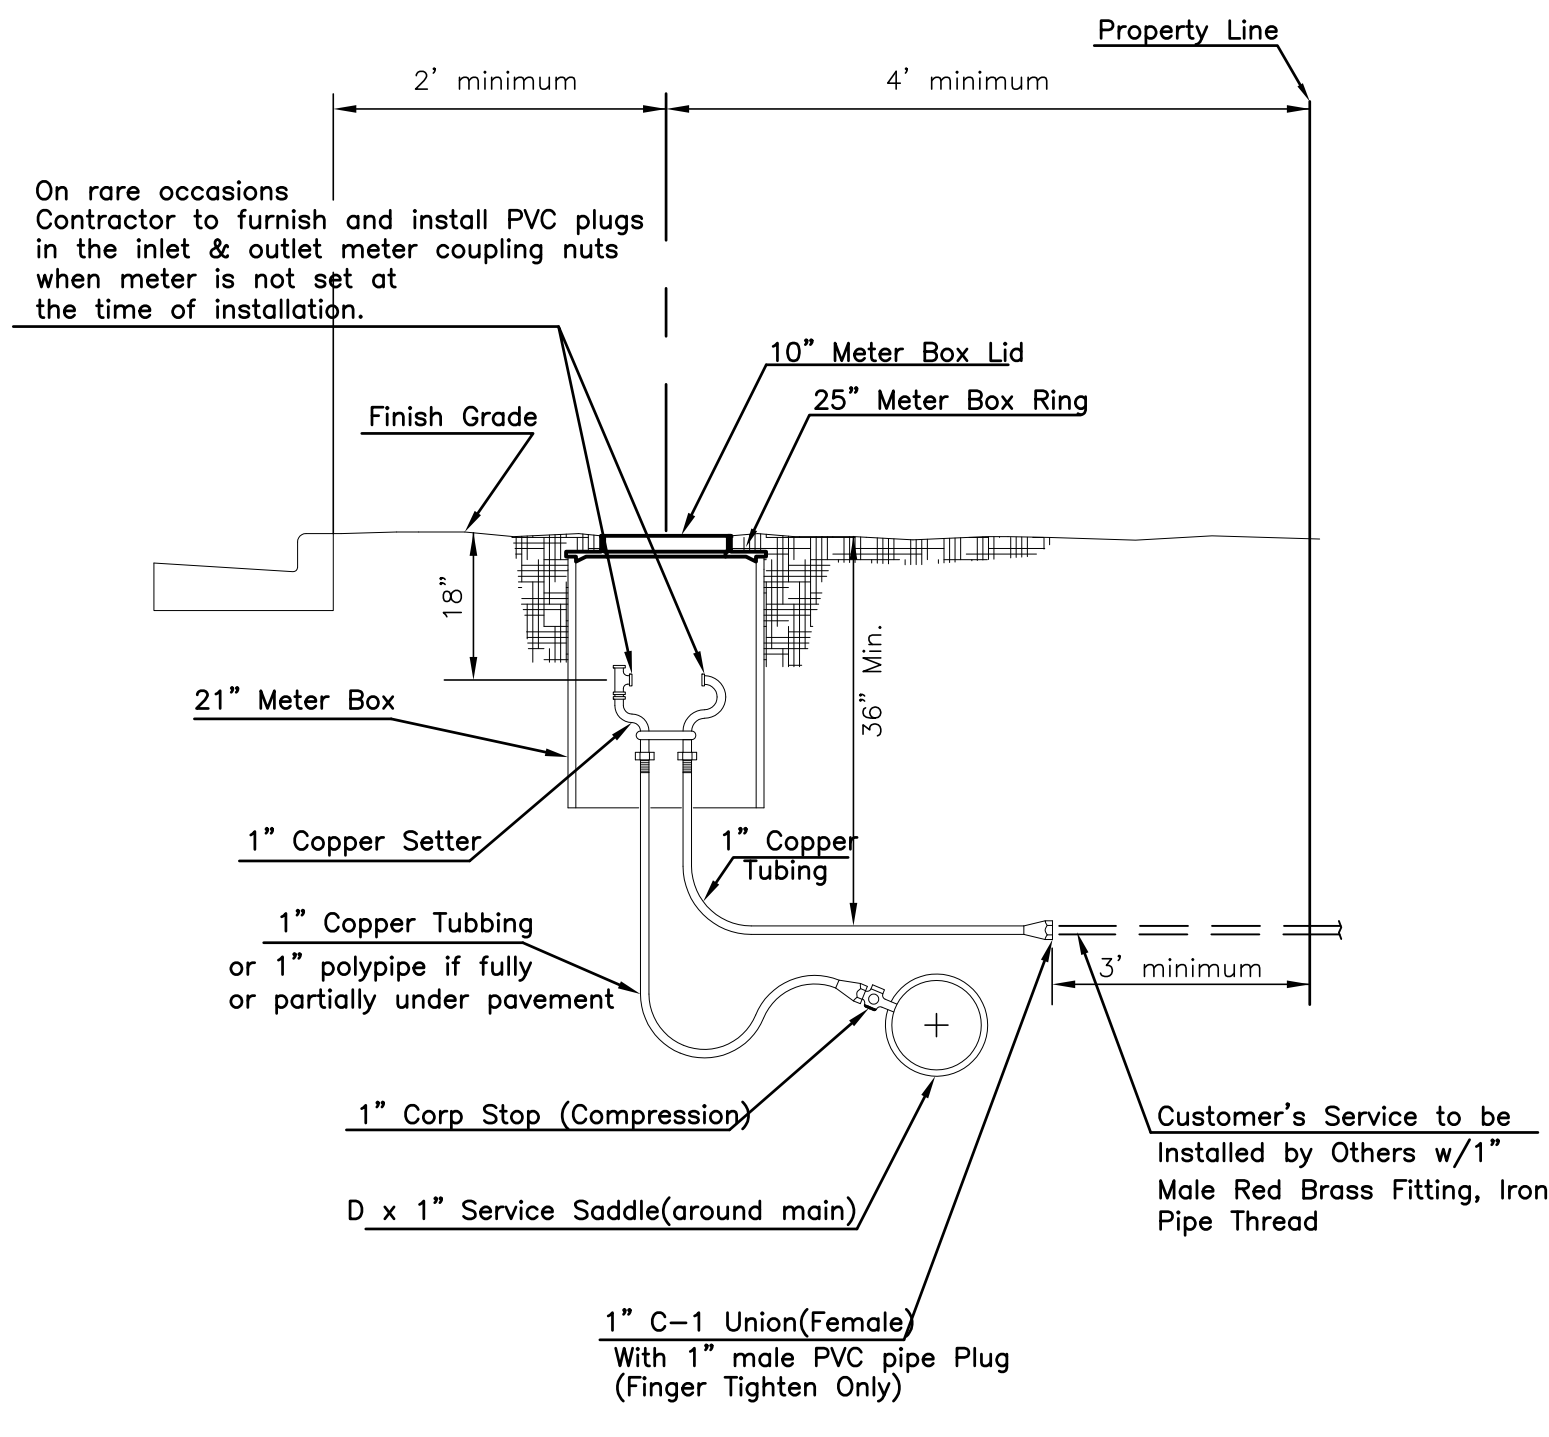 Property Line
2' minimum
4' minimum
On rare occasions
Contractor to furnish and install PVC plugs
in the inlet & outlet meter coupling nuts
when meter is not set at
the time of installation.
10" Meter Box Lid
25" Meter Box Ring
Finish Grade
18"
36" Min.
21" Meter Box
1" Copper Setter
1" Copper
Tubing
1" Copper Tubbing
or 1" polypipe if fully
or partially under pavement
3' minimum
1" Corp Stop (Compression)
Customer's Service to be
Installed by Others w/1"
Male Red Brass Fitting, Iron
Pipe Thread
D x 1" Service Saddle(around main)
1" C-1 Union(Female)
With 1" male PVC pipe Plug
(Finger Tighten Only)